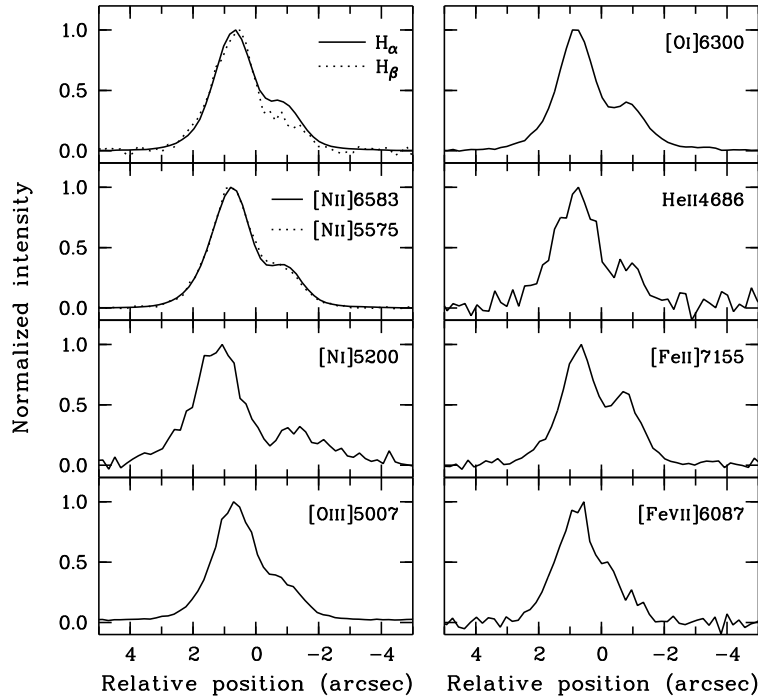 Normalized intensity
1.0
0.5
0.0
Hα
Hβ
[OI]6300
1.0
0.5
0.0
[NII]6583
[NII]5575
HeII4686
1.0
0.5
0.0
[NI]5200
[FeII]7155
1.0
0.5
0.0
[OIII]5007
[FeVII]6087
4 2 0 -2 -4
4 2 0 -2 -4
Relative position (arcsec)
Relative position (arcsec)